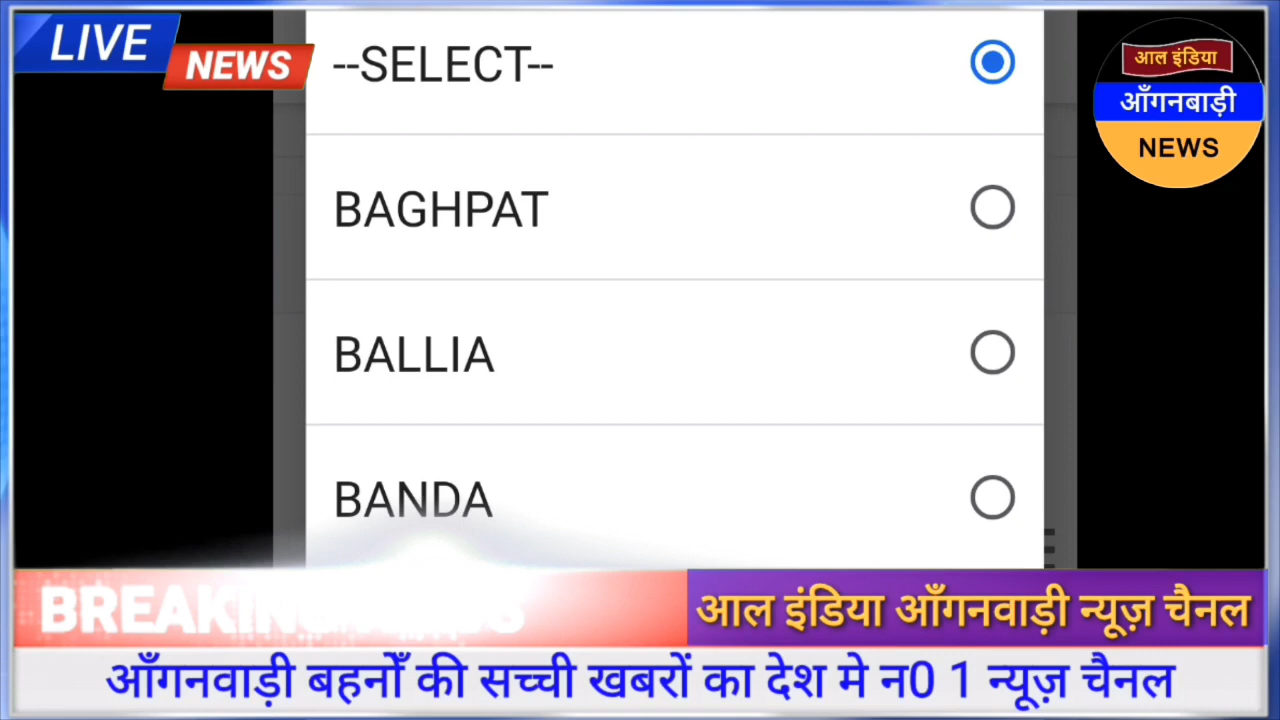 LIVE
NEWS
--SELECT--
आल इंडिया
आँगनबाड़ी
NEWS
BAGHPAT
BALLIA
BANDA
BREAKING
आल इंडिया आँगनवाड़ी न्यूज़ चैनल
आँगनवाड़ी बहनोँ की सच्ची खबरों का देश मे न0 1 न्यूज़ चैनल